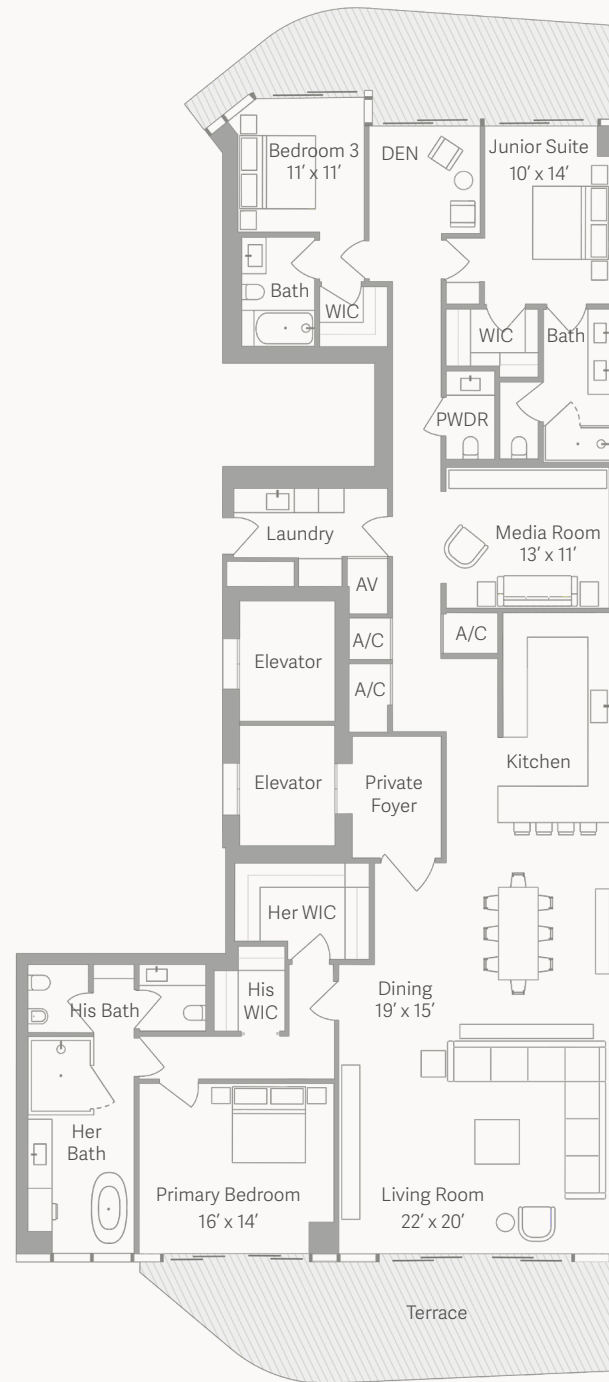 Bedroom 3
11’ x 11’
DEN
Junior Suite
10’ x 14’
Bath
WIC
WIC
Bath
PWDR
Laundry
Media Room
13’ x 11’
AV
A/C
A/C
A/C
Elevator
Kitchen
Elevator
Private
Foyer
Her WIC
His
WIC
Dining
19’ x 15’
His Bath
Her
Bath
Primary Bedroom
16’ x 14’
Living Room
22’ x 20’
Terrace